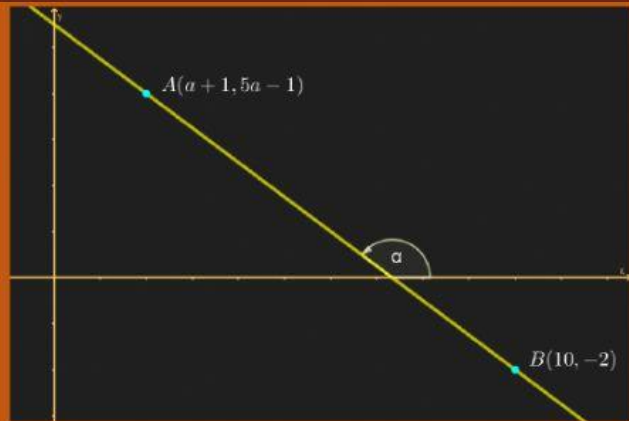 y
A(a + 1, 5a − 1)
α
B(10, −2)